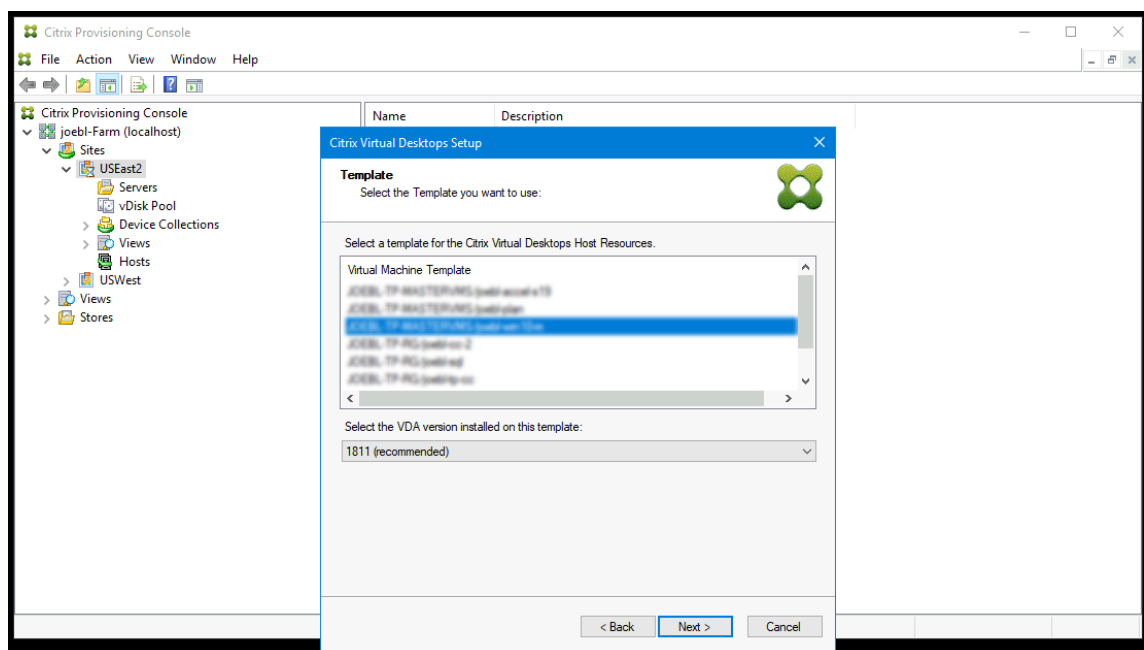 Citrix Provisioning Console
File Action View Window Help
Citrix Provisioning Console
joebl-Farm (localhost)
Sites
USEast2
Servers
vDisk Pool
Device Collections
Views
Hosts
USWest
Views
Stores
Name Description
Citrix Virtual Desktops Setup
Template
Select the Template you want to use:
Select a template for the Citrix Virtual Desktops Host Resources.
Virtual Machine Template
Select the VDA version installed on this template:
1811 (recommended)
< Back Next > Cancel